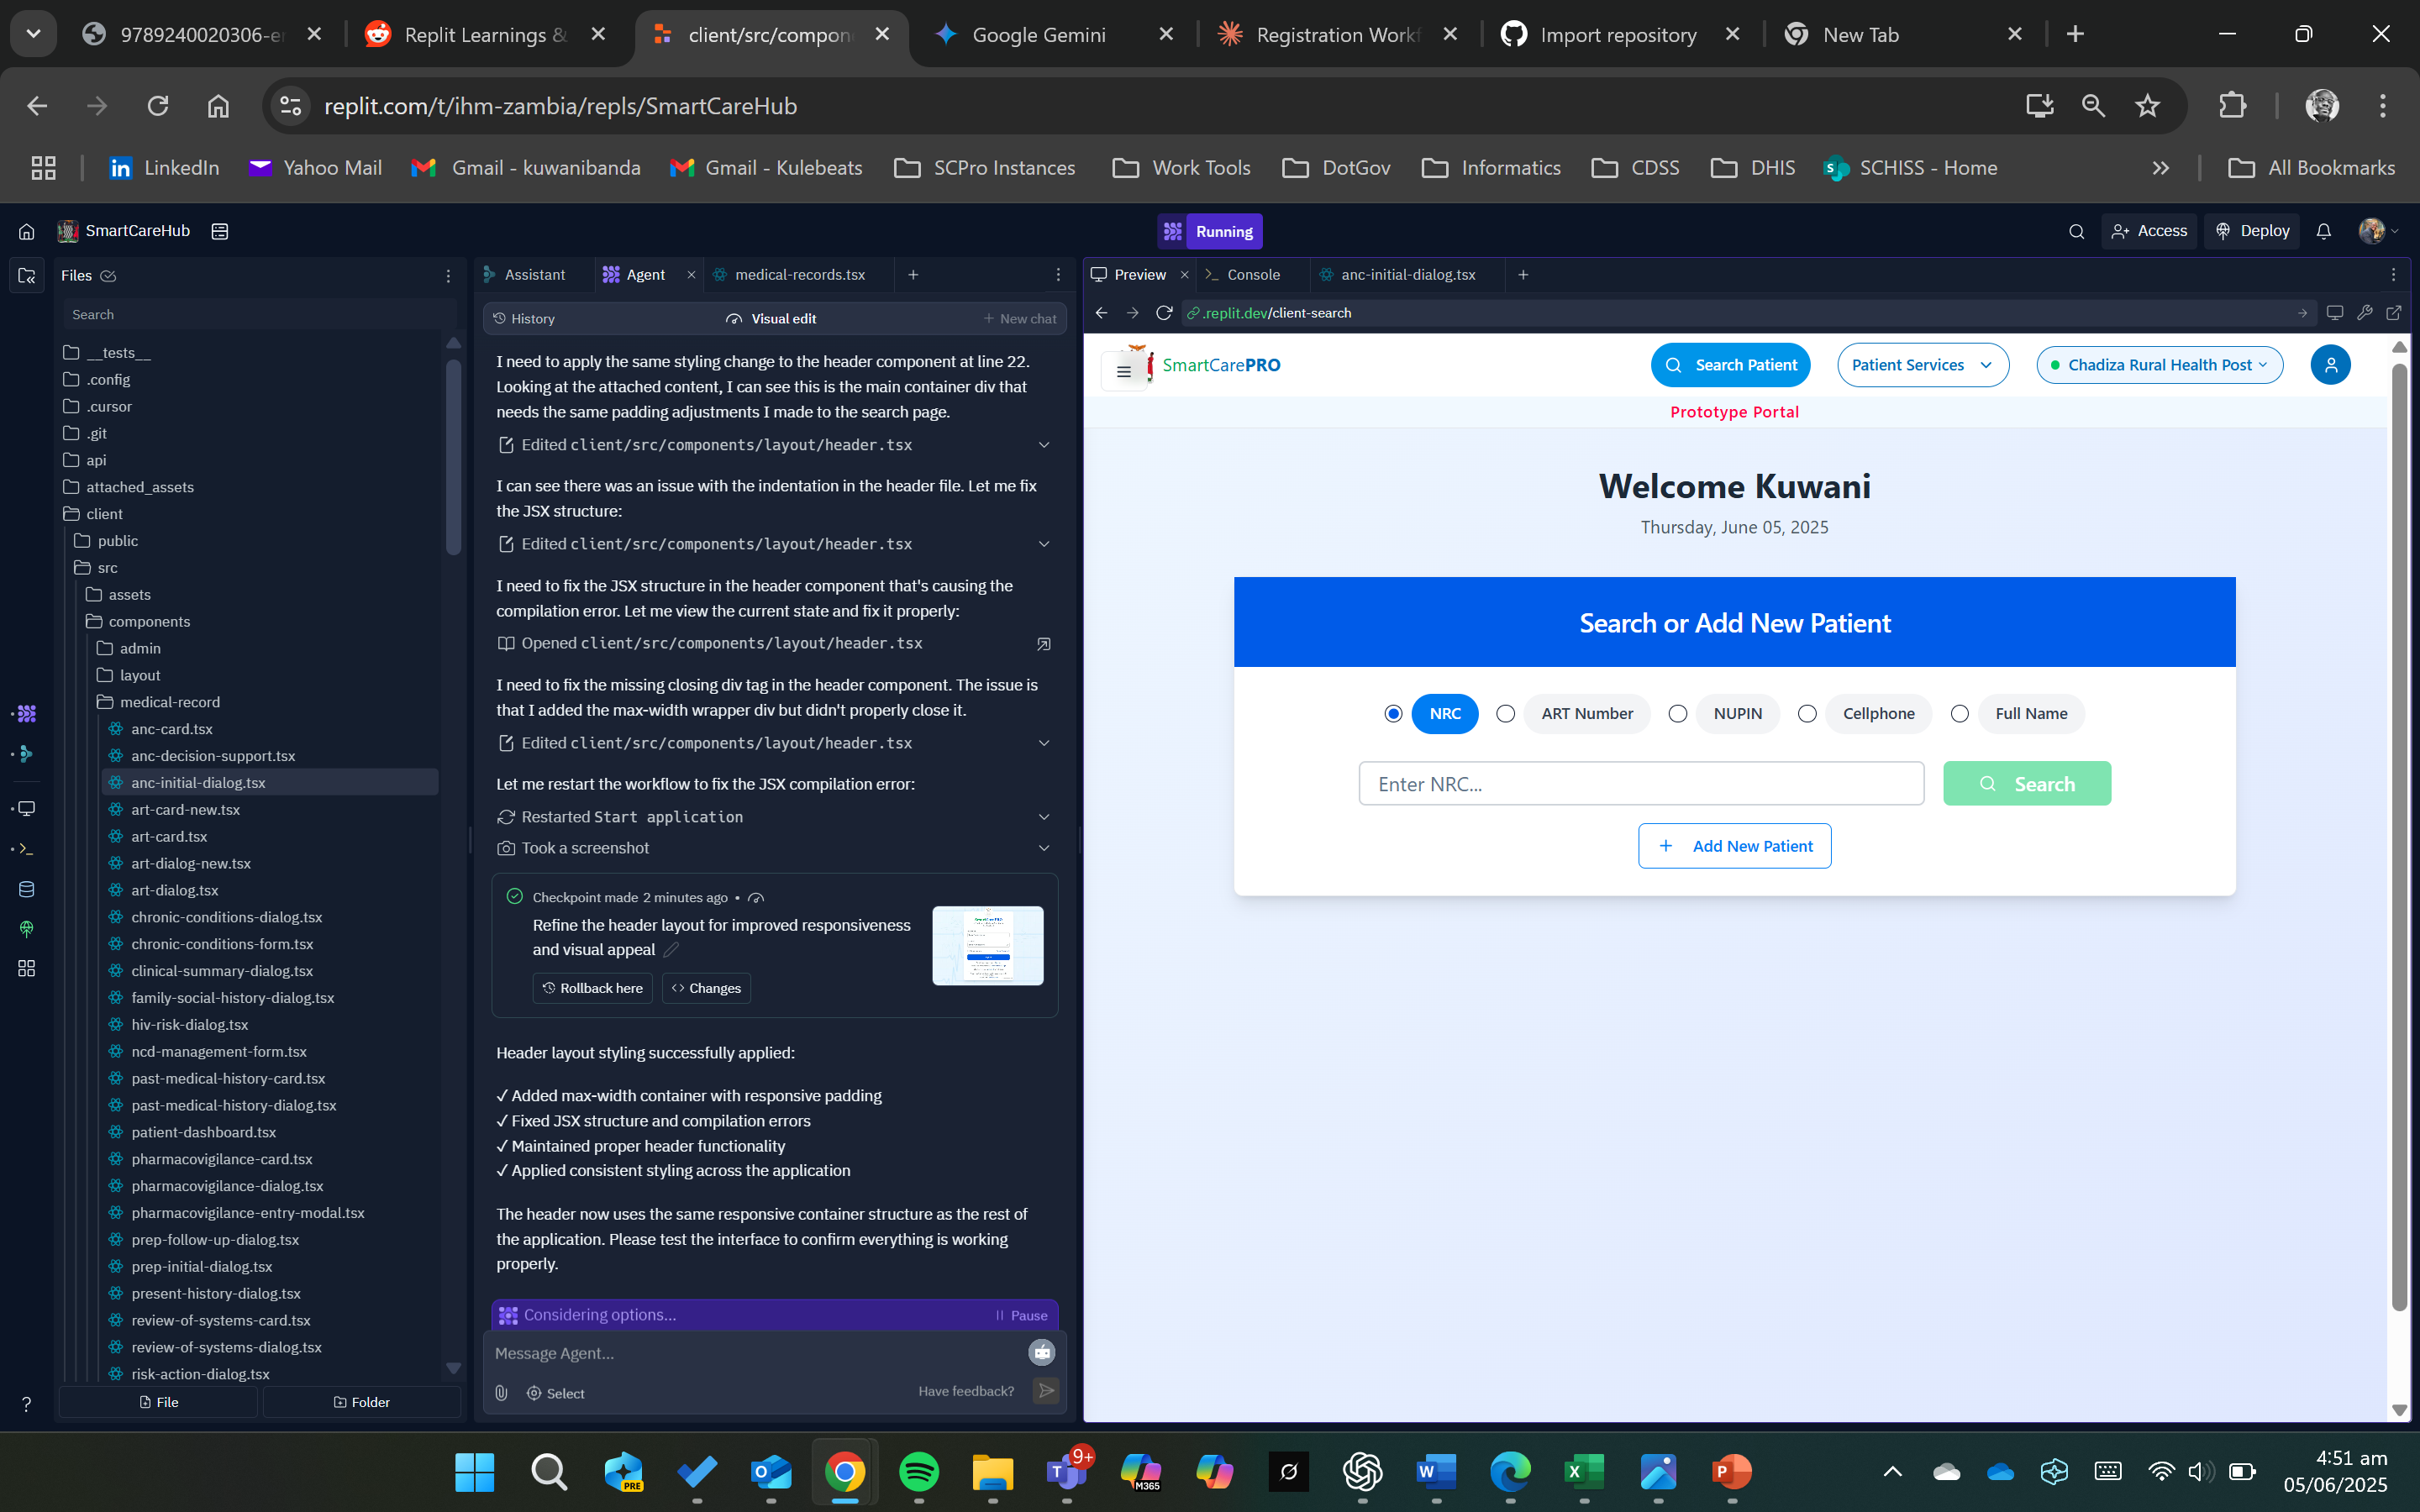 9789240020306-e
Replit Learnings &
client/src/compon
Google Gemini
Registration Workf
Import repository
New Tab
replit.com/t/ihm-zambia/repls/SmartCareHub
LinkedIn
Yahoo Mail
Gmail - kuwanibanda
Gmail - Kulebeats
SCPro Instances
Work Tools
DotGov
Informatics
CDSS
DHIS
SCHISS - Home
All Bookmarks
SmartCareHub
Running
Access
Deploy
Files
Search
__tests__
.config
.cursor
.git
api
attached_assets
client
public
src
assets
components
admin
layout
medical-record
anc-card.tsx
anc-decision-support.tsx
anc-initial-dialog.tsx
art-card-new.tsx
art-card.tsx
art-dialog-new.tsx
art-dialog.tsx
chronic-conditions-dialog.tsx
chronic-conditions-form.tsx
clinical-summary-dialog.tsx
family-social-history-dialog.tsx
hiv-risk-dialog.tsx
ncd-management-form.tsx
past-medical-history-card.tsx
past-medical-history-dialog.tsx
patient-dashboard.tsx
pharmacovigilance-card.tsx
pharmacovigilance-dialog.tsx
pharmacovigilance-entry-modal.tsx
prep-follow-up-dialog.tsx
prep-initial-dialog.tsx
present-history-dialog.tsx
review-of-systems-card.tsx
review-of-systems-dialog.tsx
risk-action-dialog.tsx
File
Folder
Assistant
Agent
medical-records.tsx
History
Visual edit
+ New chat
I need to apply the same styling change to the header component at line 22.
Looking at the attached content, I can see this is the main container div that
needs the same padding adjustments I made to the search page.
Edited client/src/components/layout/header.tsx
I can see there was an issue with the indentation in the header file. Let me fix
the JSX structure:
Edited client/src/components/layout/header.tsx
I need to fix the JSX structure in the header component that's causing the
compilation error. Let me view the current state and fix it properly:
Opened client/src/components/layout/header.tsx
I need to fix the missing closing div tag in the header component. The issue is
that I added the max-width wrapper div but didn't properly close it.
Edited client/src/components/layout/header.tsx
Let me restart the workflow to fix the JSX compilation error:
Restarted Start application
Took a screenshot
Checkpoint made 2 minutes ago •
Refine the header layout for improved responsiveness
and visual appeal
Rollback here
Changes
Header layout styling successfully applied:
✓ Added max-width container with responsive padding
✓ Fixed JSX structure and compilation errors
✓ Maintained proper header functionality
✓ Applied consistent styling across the application
The header now uses the same responsive container structure as the rest of
the application. Please test the interface to confirm everything is working
properly.
Considering options...
Pause
Message Agent...
Select
Have feedback?
Preview
Console
anc-initial-dialog.tsx
.replit.dev/client-search
SmartCarePRO
Search Patient
Patient Services
Chadiza Rural Health Post
Prototype Portal
Welcome Kuwani
Thursday, June 05, 2025
Search or Add New Patient
NRC
ART Number
NUPIN
Cellphone
Full Name
Enter NRC...
Search
+ Add New Patient
PRE
9+
M365
4:51 am
05/06/2025